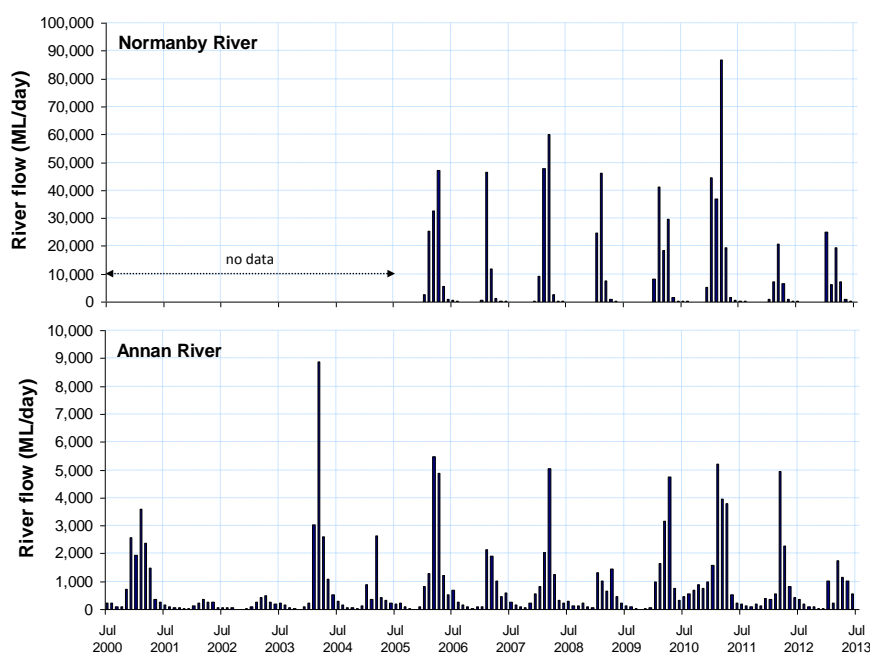 Normanby River
River flow (ML/day)
100,000
90,000
80,000
70,000
60,000
50,000
40,000
30,000
20,000
10,000
0
no data
Annan River
River flow (ML/day)
10,000
9,000
8,000
7,000
6,000
5,000
4,000
3,000
2,000
1,000
0
Jul 2000
Jul 2001
Jul 2002
Jul 2003
Jul 2004
Jul 2005
Jul 2006
Jul 2007
Jul 2008
Jul 2009
Jul 2010
Jul 2011
Jul 2012
Jul 2013